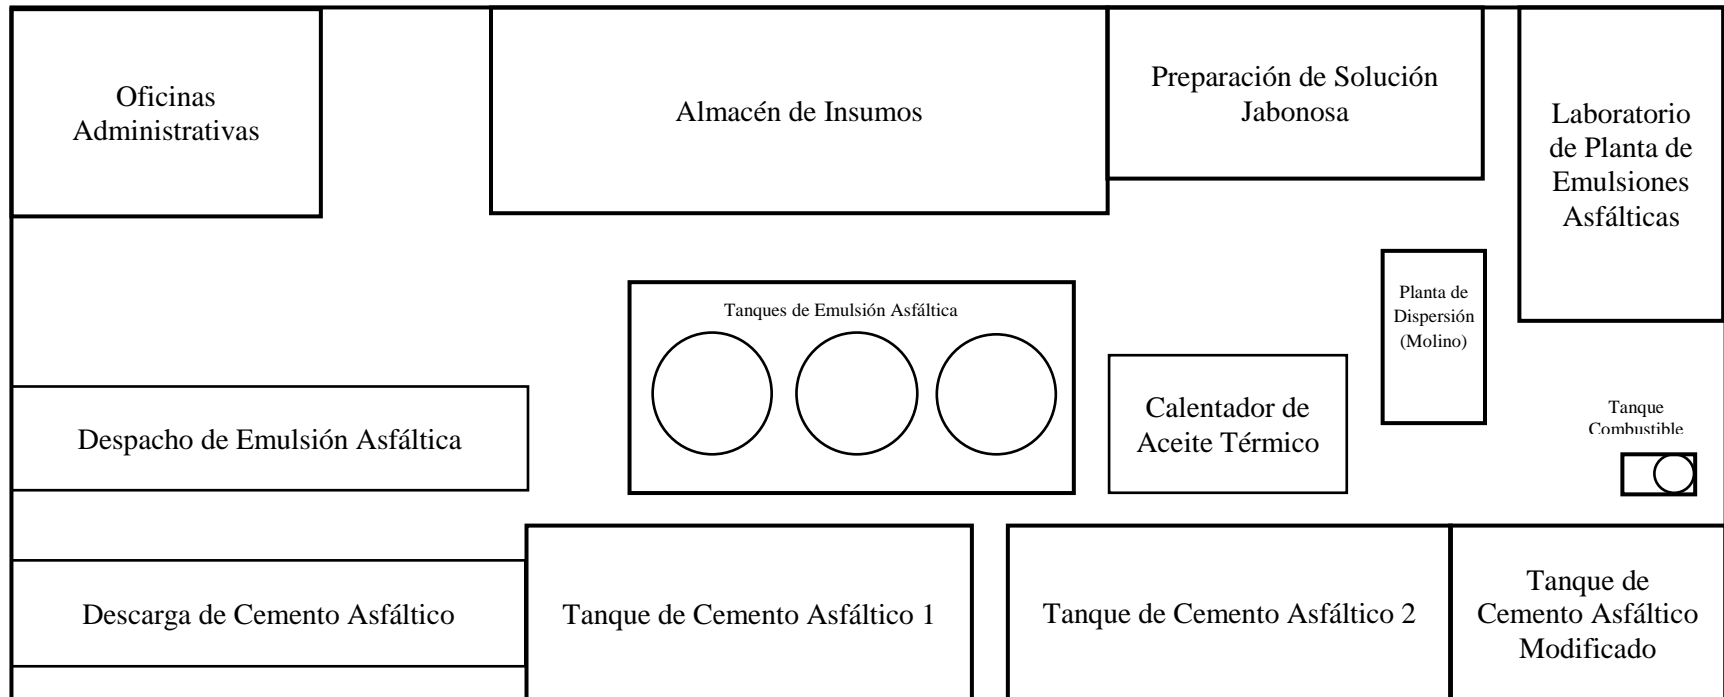 Oficinas
Administrativas
Almacén de Insumos
Preparación de Solución
Jabonosa
Laboratorio
de Planta de
Emulsiones
Asfálticas
Tanques de Emulsión Asfáltica
Planta de
Dispersión
(Molino)
Calentador de
Aceite Térmico
Tanque
Combustible
Despacho de Emulsión Asfáltica
Descarga de Cemento Asfáltico
Tanque de Cemento Asfáltico 1
Tanque de Cemento Asfáltico 2
Tanque de
Cemento Asfáltico
Modificado